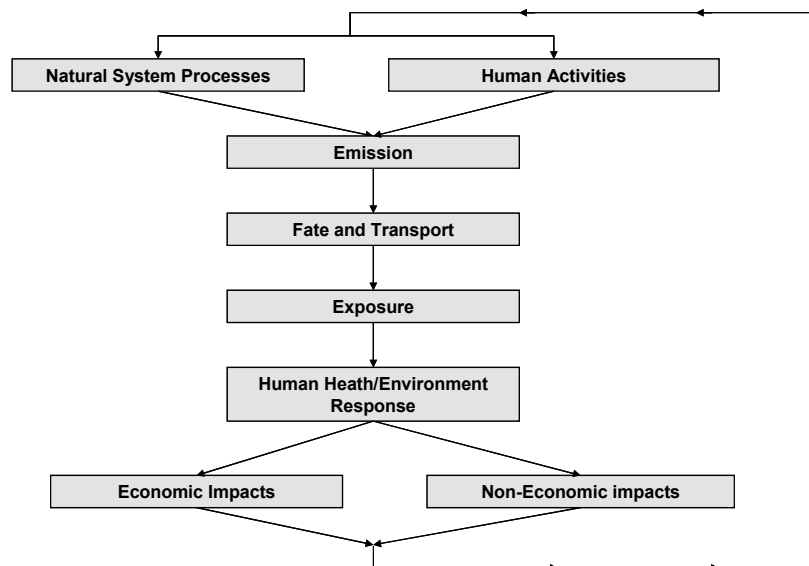 Natural System Processes
Human Activities
Emission
Fate and Transport
Exposure
Human Heath/Environment
Response
Economic Impacts
Non-Economic impacts